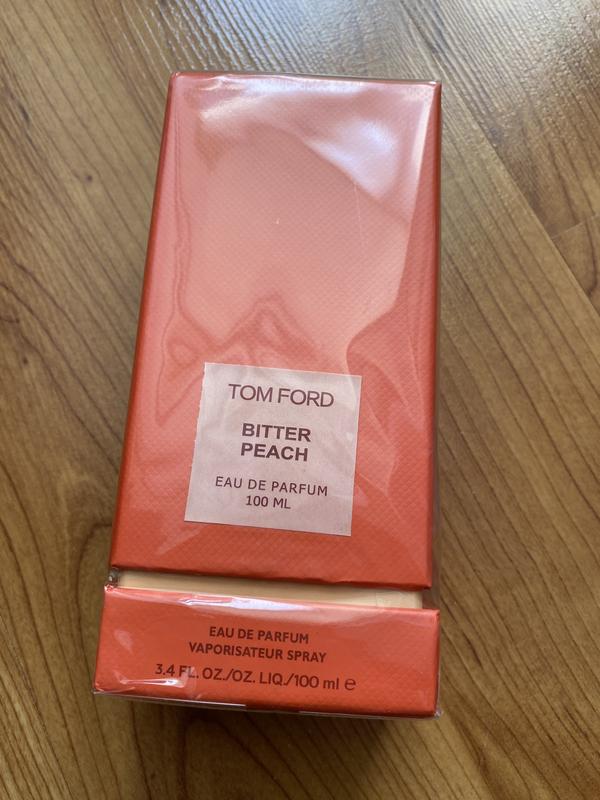 TOM FORD
BITTER
PEACH
EAU DE PARFUM
100 ML
EAU DE PARFUM
VAPORISATEUR SPRAY
3.4 FL. OZ./OZ. LIQ./100 ml ℮